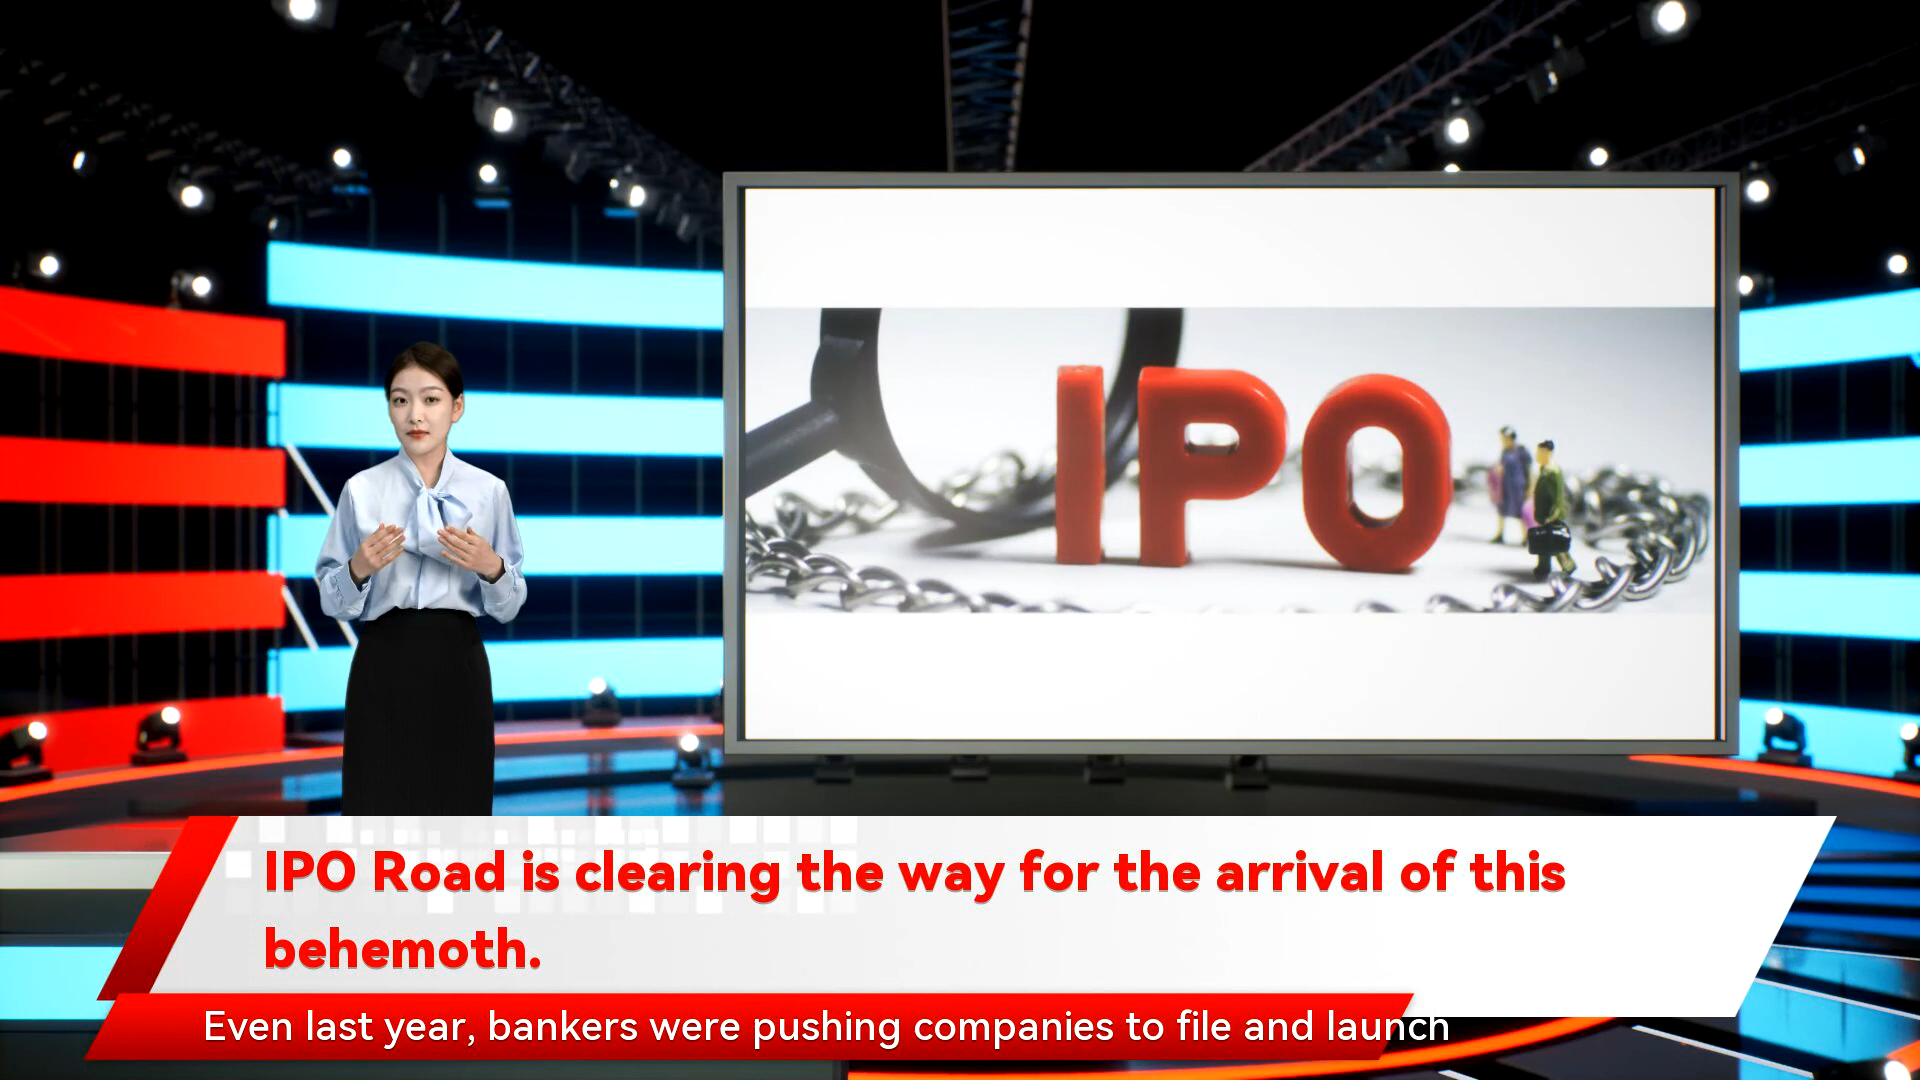 IPO
IPO Road is clearing the way for the arrival of this
behemoth.
Even last year, bankers were pushing companies to file and launch